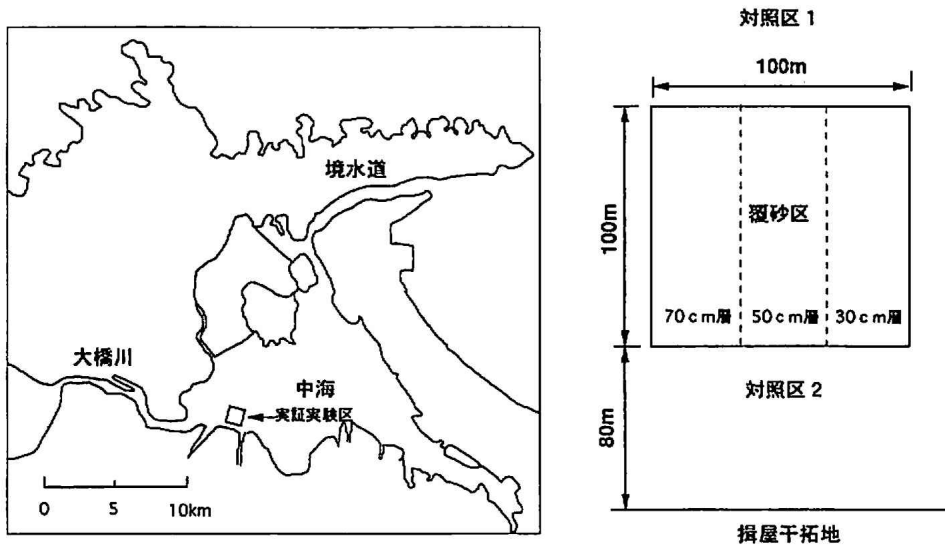 境水道
大橋川
中海
実証実験区
0 5 10km
対照区1
100m
100m
覆砂区
70cm層 50cm層 30cm層
対照区2
80m
揖屋干拓地